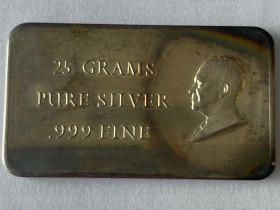 25 GRAMS
PURE SILVER
.999 FINE